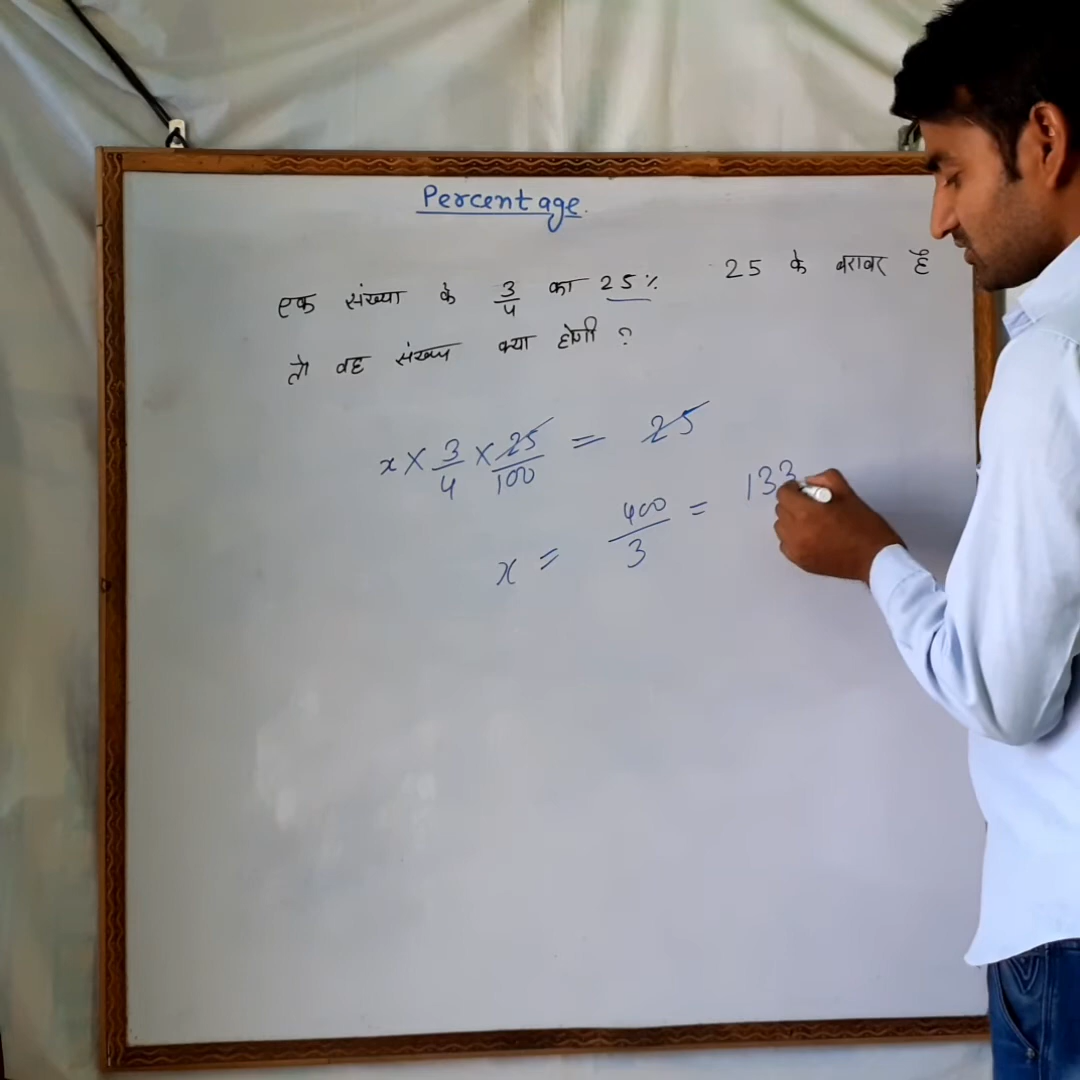 Percentage
एक संख्या के 3/4 का 25% 25 के बराबर है
तो वह संख्या क्या होगी ?
x × 3/4 × 25/100 = 25
x = 400/3 = 133